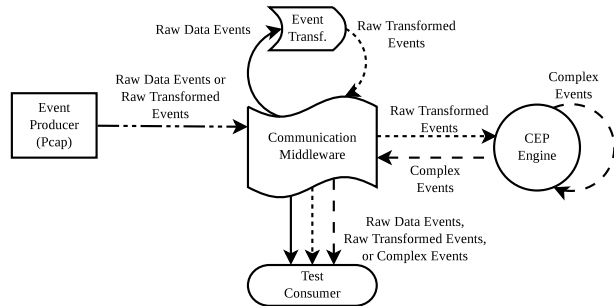 Event
Transf.
Raw Data Events
Raw Transformed
Events
Raw Data Events or
Raw Transformed
Events
Event
Producer
(Pcap)
Communication
Middleware
Raw Transformed
Events
Complex
Events
CEP
Engine
Complex
Events
Raw Data Events,
Raw Transformed Events,
or Complex Events
Test
Consumer